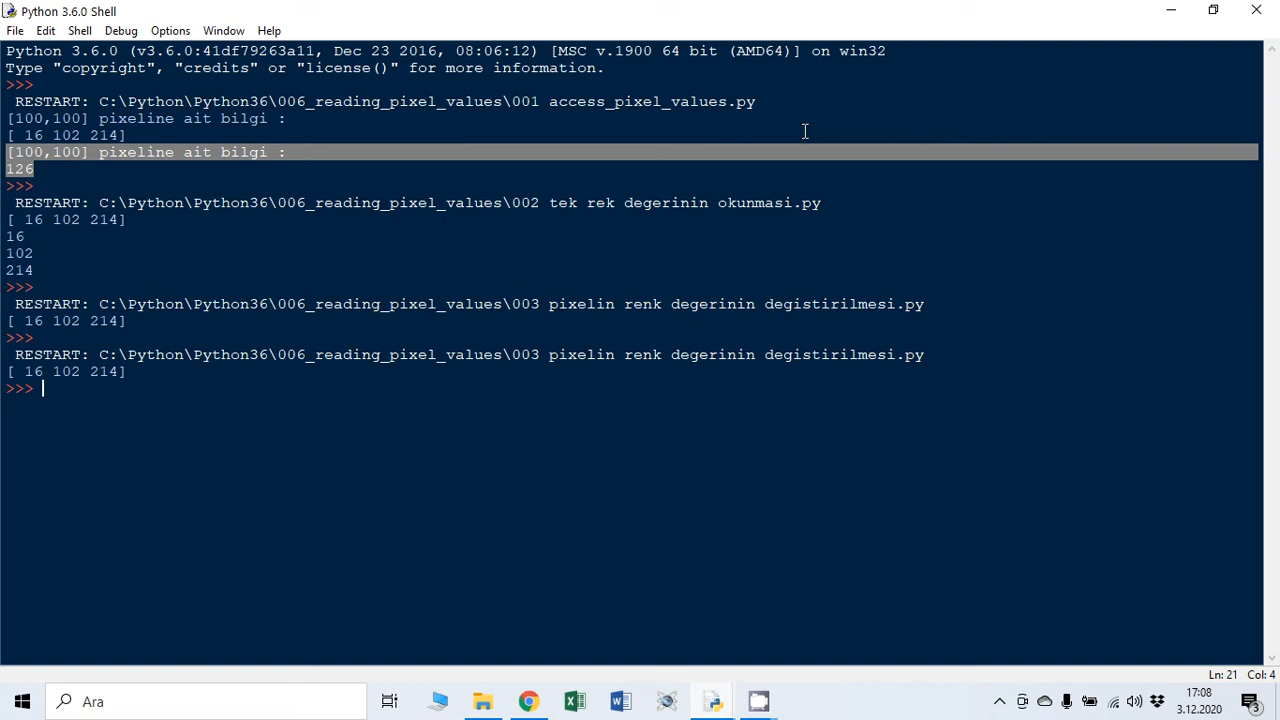 Python 3.6.0 Shell
File Edit Shell Debug Options Window Help
Python 3.6.0 (v3.6.0:41df79263a11, Dec 23 2016, 08:06:12) [MSC v.1900 64 bit (AMD64)] on win32
Type "copyright", "credits" or "license()" for more information.
>>>
RESTART: C:\Python\Python36\006_reading_pixel_values\001 access_pixel_values.py
[100,100] pixeline ait bilgi :
[ 16 102 214]
[100,100] pixeline ait bilgi :
126
>>>
RESTART: C:\Python\Python36\006_reading_pixel_values\002 tek rek degerinin okunmasi.py
[ 16 102 214]
16
102
214
>>>
RESTART: C:\Python\Python36\006_reading_pixel_values\003 pixelin renk degerinin degistirilmesi.py
[ 16 102 214]
>>>
RESTART: C:\Python\Python36\006_reading_pixel_values\003 pixelin renk degerinin degistirilmesi.py
[ 16 102 214]
>>>
Ln: 21 Col: 4
Ara
17:08
3.12.2020
3